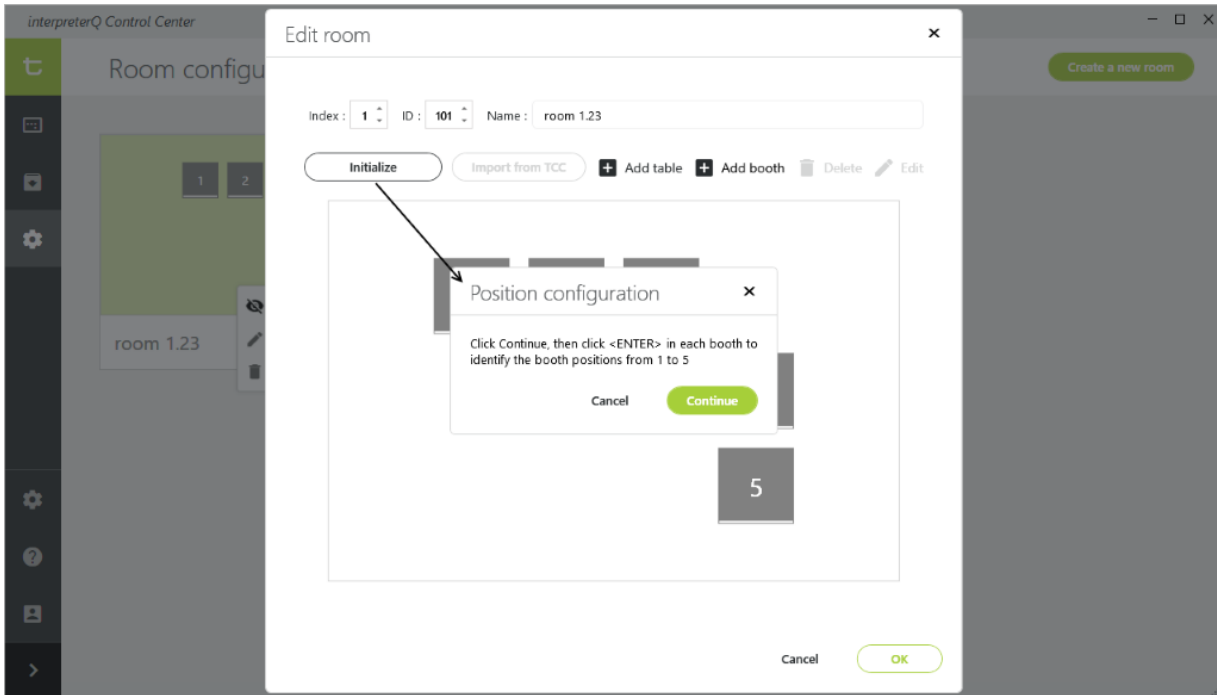 interpreterQ Control Center
Edit room
Room configu
Create a new room
Index : 1 ID : 101 Name : room 1.23
Initialize Import from TCC Add table Add booth Delete Edit
1 2
Position configuration
Click Continue, then click <ENTER> in each booth to
identify the booth positions from 1 to 5
room 1.23
Cancel Continue
5
Cancel OK